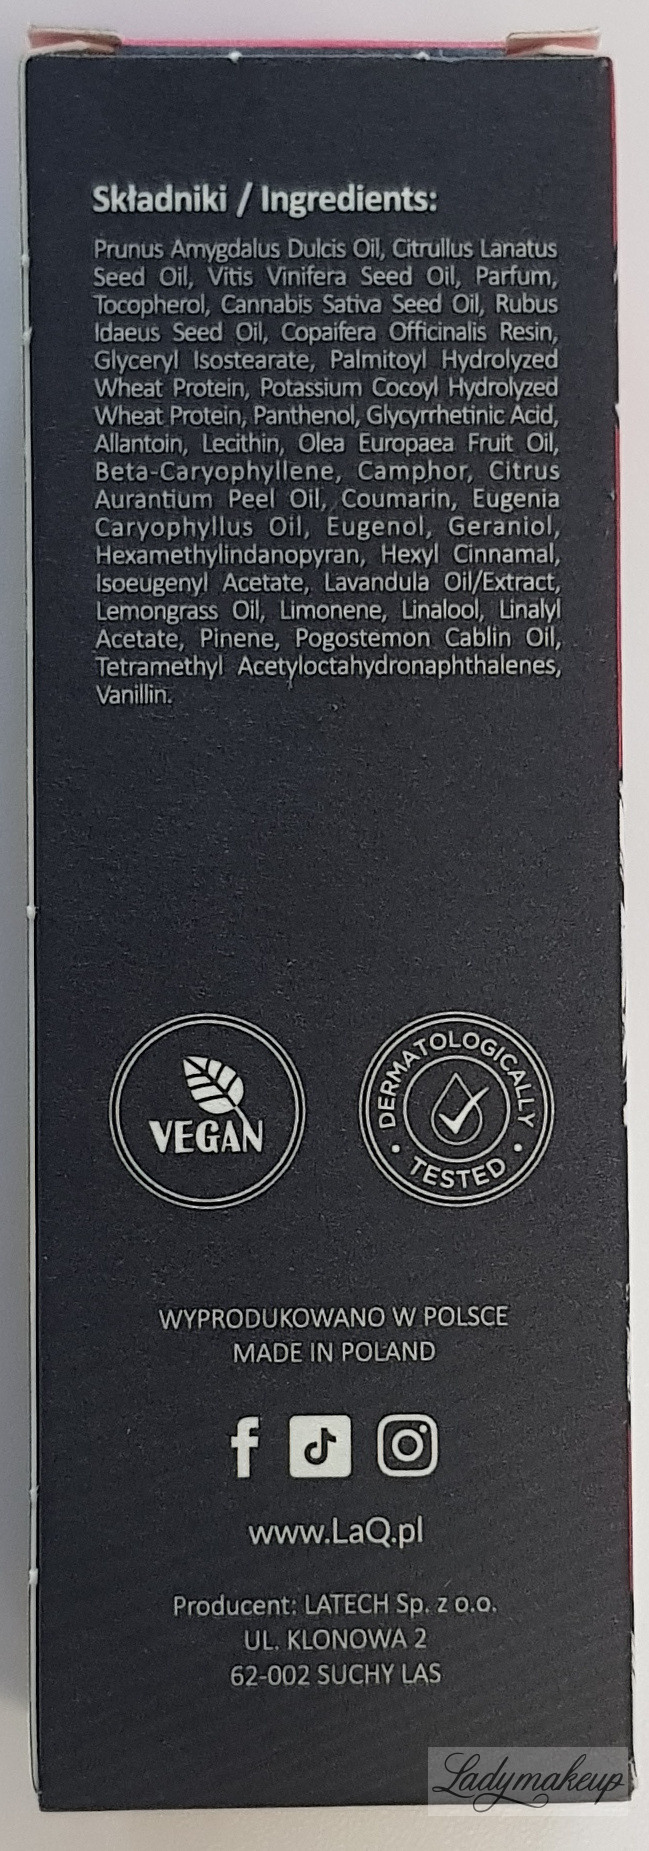 Składniki / Ingredients:
Prunus Amygdalus Dulcis Oil, Citrullus Lanatus
Seed Oil, Vitis Vinifera Seed Oil, Parfum,
Tocopherol, Cannabis Sativa Seed Oil, Rubus
Idaeus Seed Oil, Copaifera Officinalis Resin,
Glyceryl Isostearate, Palmitoyl Hydrolyzed
Wheat Protein, Potassium Cocoyl Hydrolyzed
Wheat Protein, Panthenol, Glycyrrhetinic Acid,
Allantoin, Lecithin, Olea Europaea Fruit Oil,
Beta-Caryophyllene, Camphor, Citrus
Aurantium Peel Oil, Coumarin, Eugenia
Caryophyllus Oil, Eugenol, Geraniol,
Hexamethylindanopyran, Hexyl Cinnamal,
Isoeugenyl Acetate, Lavandula Oil/Extract,
Lemongrass Oil, Limonene, Linalool, Linalyl
Acetate, Pinene, Pogostemon Cablin Oil,
Tetramethyl Acetyloctahydronaphthalenes,
Vanillin.
VEGAN
DERMATOLOGICALLY
• TESTED •
WYPRODUKOWANO W POLSCE
MADE IN POLAND
www.LaQ.pl
Producent: LATECH Sp. z o.o.
UL. KLONOWA 2
62-002 SUCHY LAS
Ladymakeup